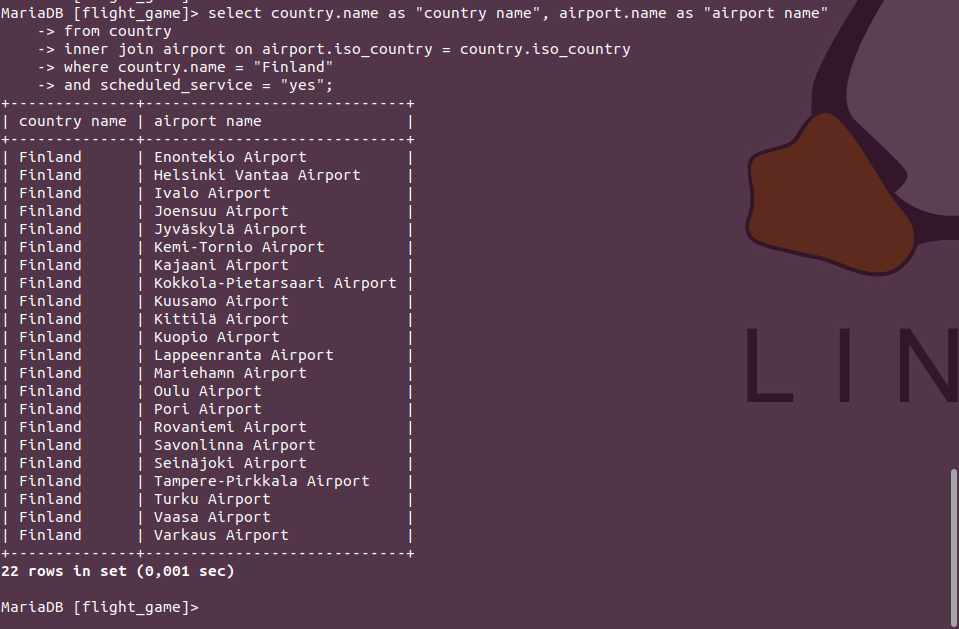 MariaDB [flight_game]> select country.name as "country name", airport.name as "airport name"
    -> from country
    -> inner join airport on airport.iso_country = country.iso_country
    -> where country.name = "Finland"
    -> and scheduled_service = "yes";
+--------------+-----------------------------+
| country name | airport name                |
+--------------+-----------------------------+
| Finland      | Enontekio Airport           |
| Finland      | Helsinki Vantaa Airport     |
| Finland      | Ivalo Airport               |
| Finland      | Joensuu Airport             |
| Finland      | Jyväskylä Airport           |
| Finland      | Kemi-Tornio Airport         |
| Finland      | Kajaani Airport             |
| Finland      | Kokkola-Pietarsaari Airport |
| Finland      | Kuusamo Airport             |
| Finland      | Kittilä Airport             |
| Finland      | Kuopio Airport              |
| Finland      | Lappeenranta Airport        |
| Finland      | Mariehamn Airport           |
| Finland      | Oulu Airport                |
| Finland      | Pori Airport                |
| Finland      | Rovaniemi Airport           |
| Finland      | Savonlinna Airport          |
| Finland      | Seinäjoki Airport           |
| Finland      | Tampere-Pirkkala Airport    |
| Finland      | Turku Airport               |
| Finland      | Vaasa Airport               |
| Finland      | Varkaus Airport             |
+--------------+-----------------------------+
22 rows in set (0,001 sec)
MariaDB [flight_game]>
LIN